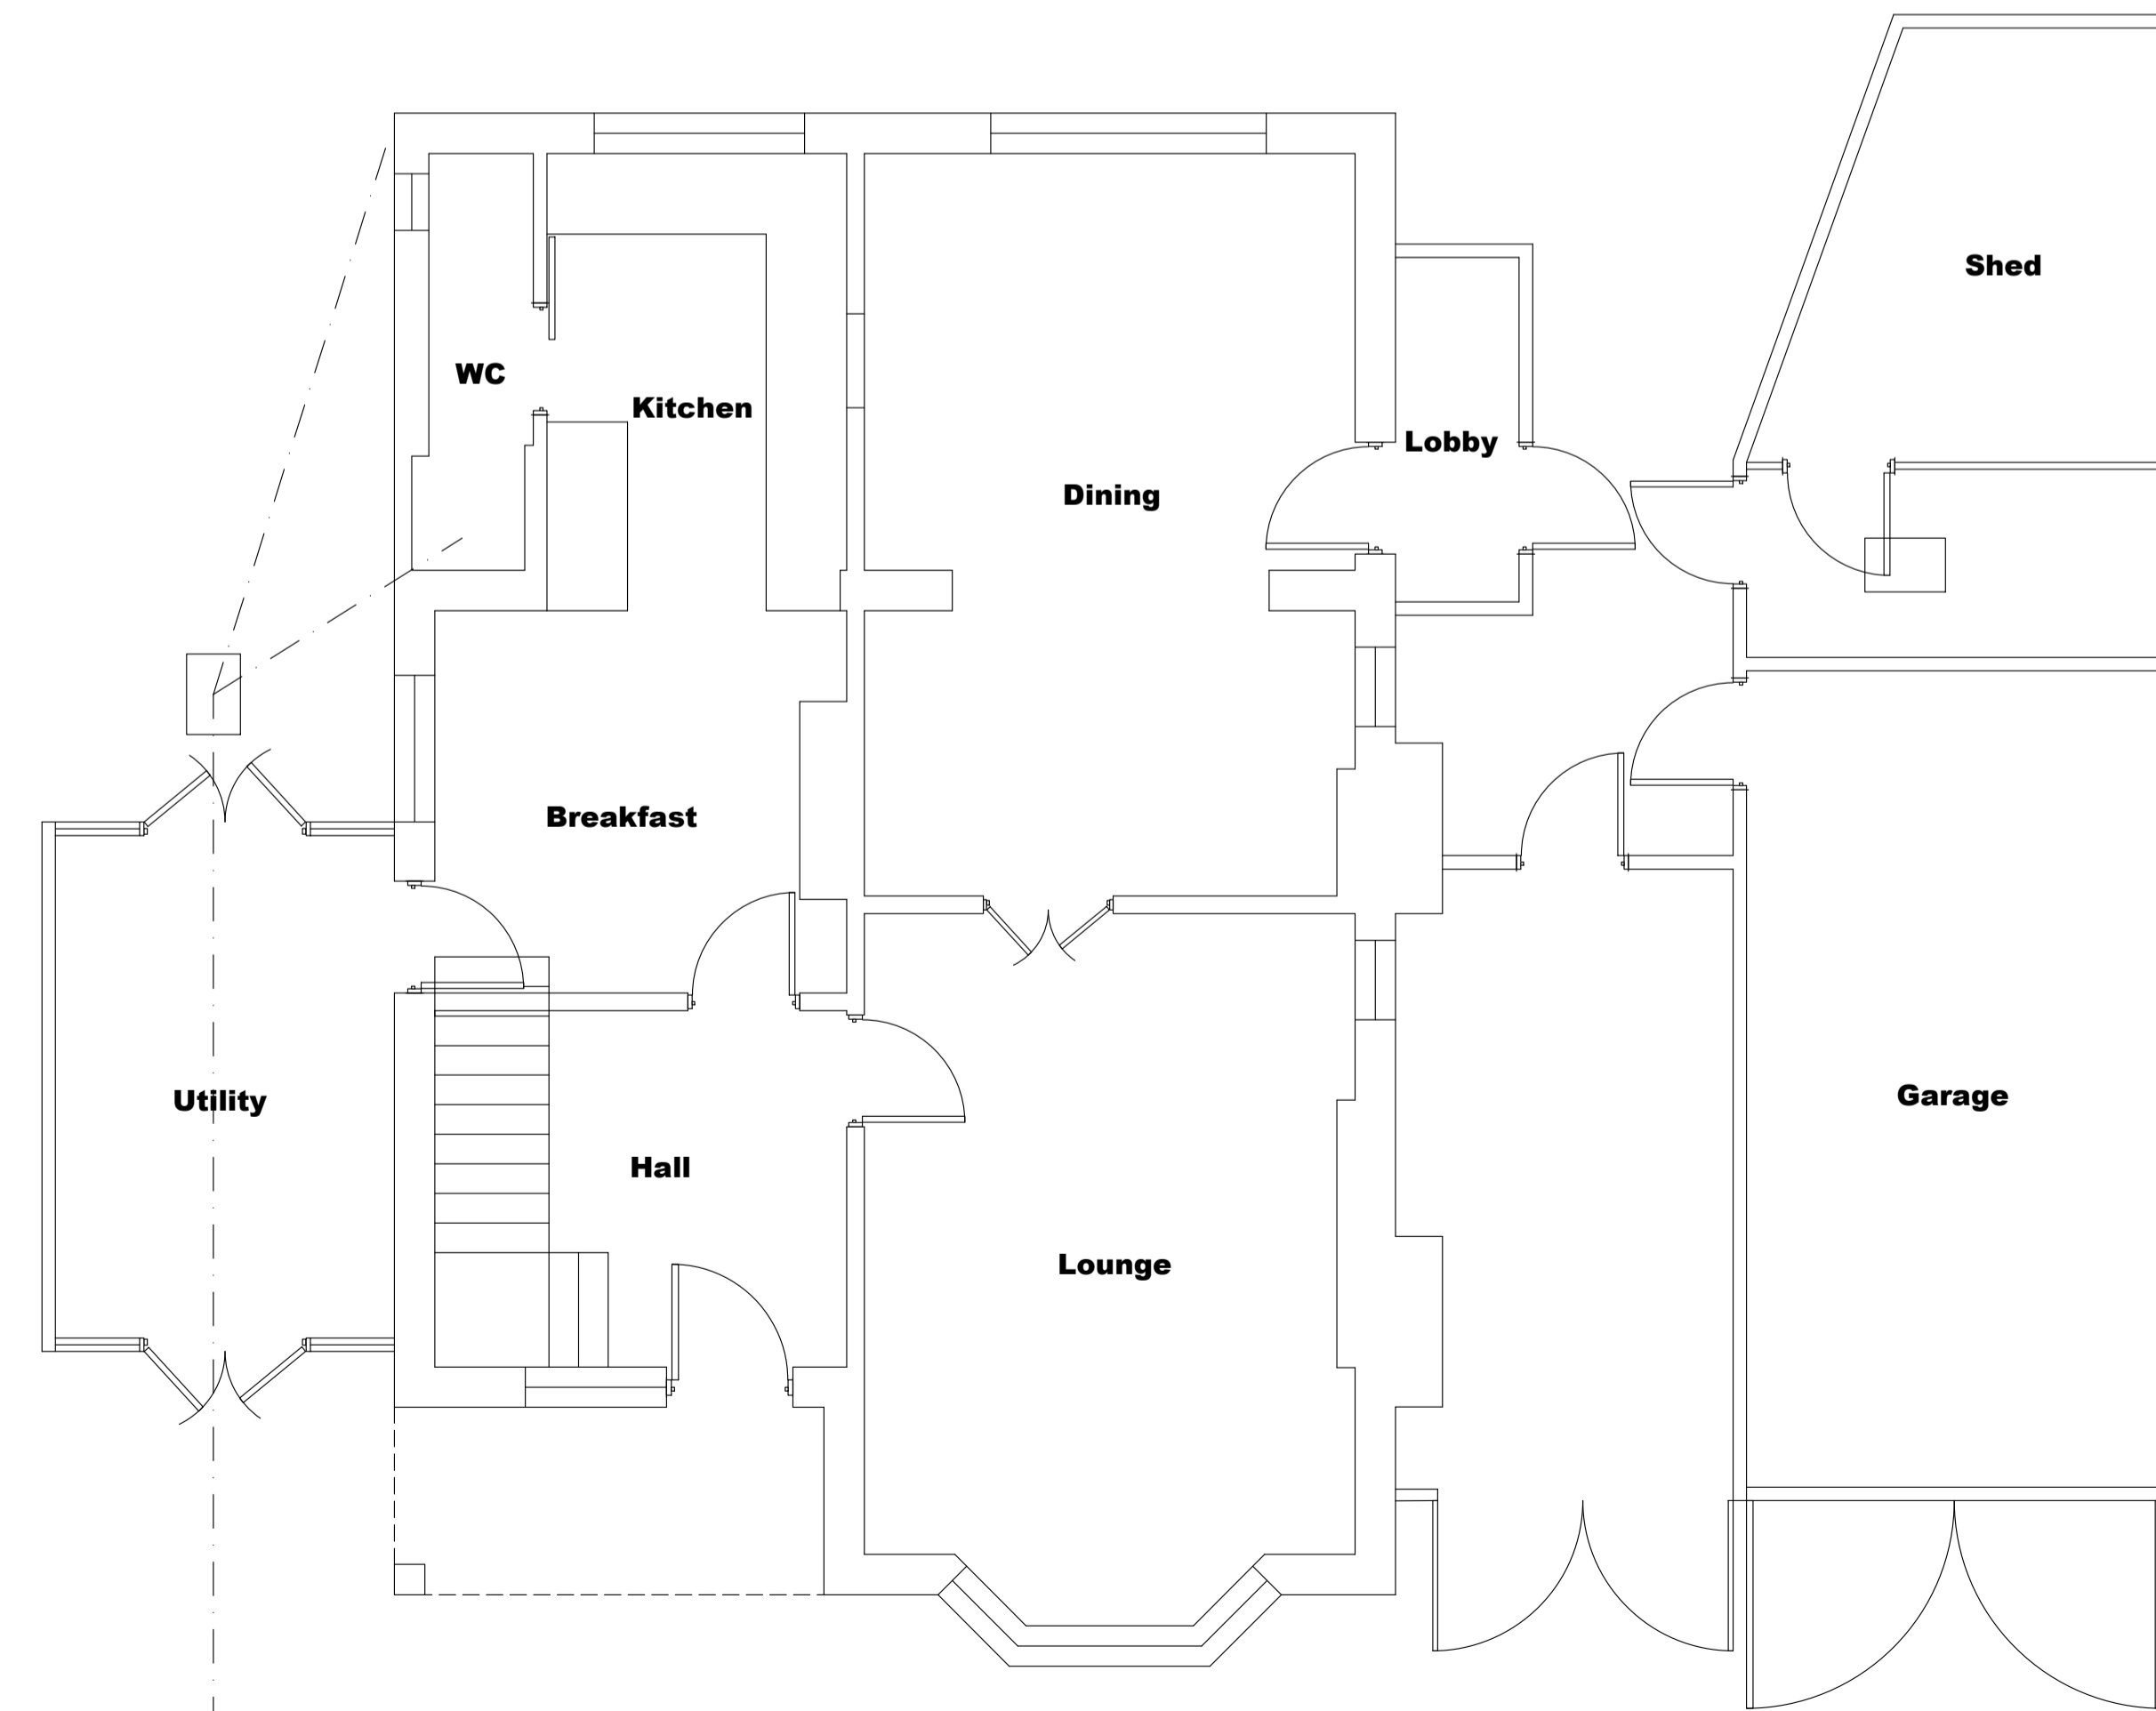 Shed
WC
Kitchen
Lobby
Dining
Breakfast
Utility
Garage
Hall
Lounge